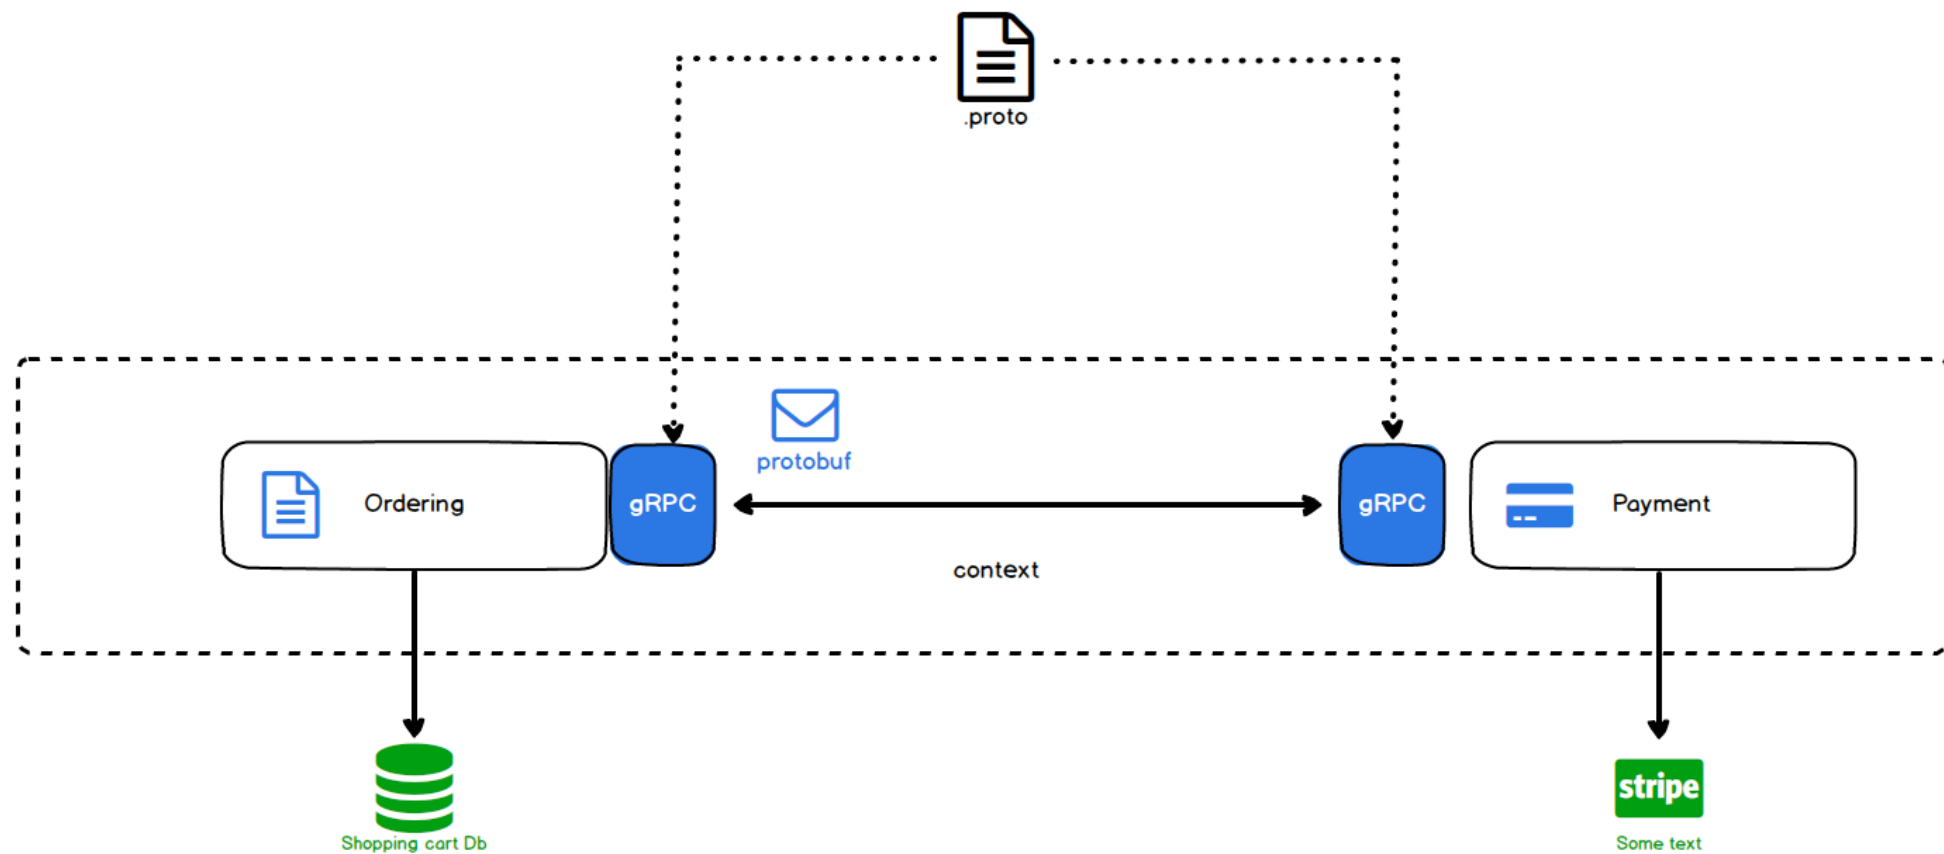 .proto
protobuf
Ordering
gRPC
gRPC
Payment
context
stripe
Shopping cart Db
Some text